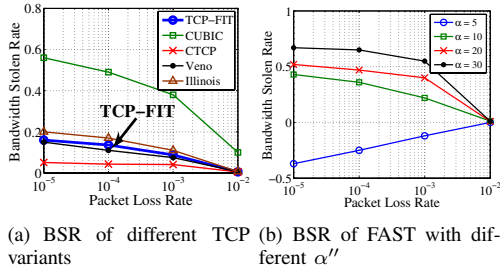 Bandwidth Stolen Rate
0.8
0.6
0.4
0.2
0
TCP-FIT
CUBIC
CTCP
Veno
Illinois
TCP-FIT
10^-5
10^-4
10^-3
10^-2
Packet Loss Rate
(a) BSR of different TCP
variants
Bandwidth Stolen Rate
1
0.5
0
-0.5
α = 5
α = 10
α = 20
α = 30
10^-5
10^-4
10^-3
10^-2
Packet Loss Rate
(b) BSR of FAST with dif-
ferent α′′